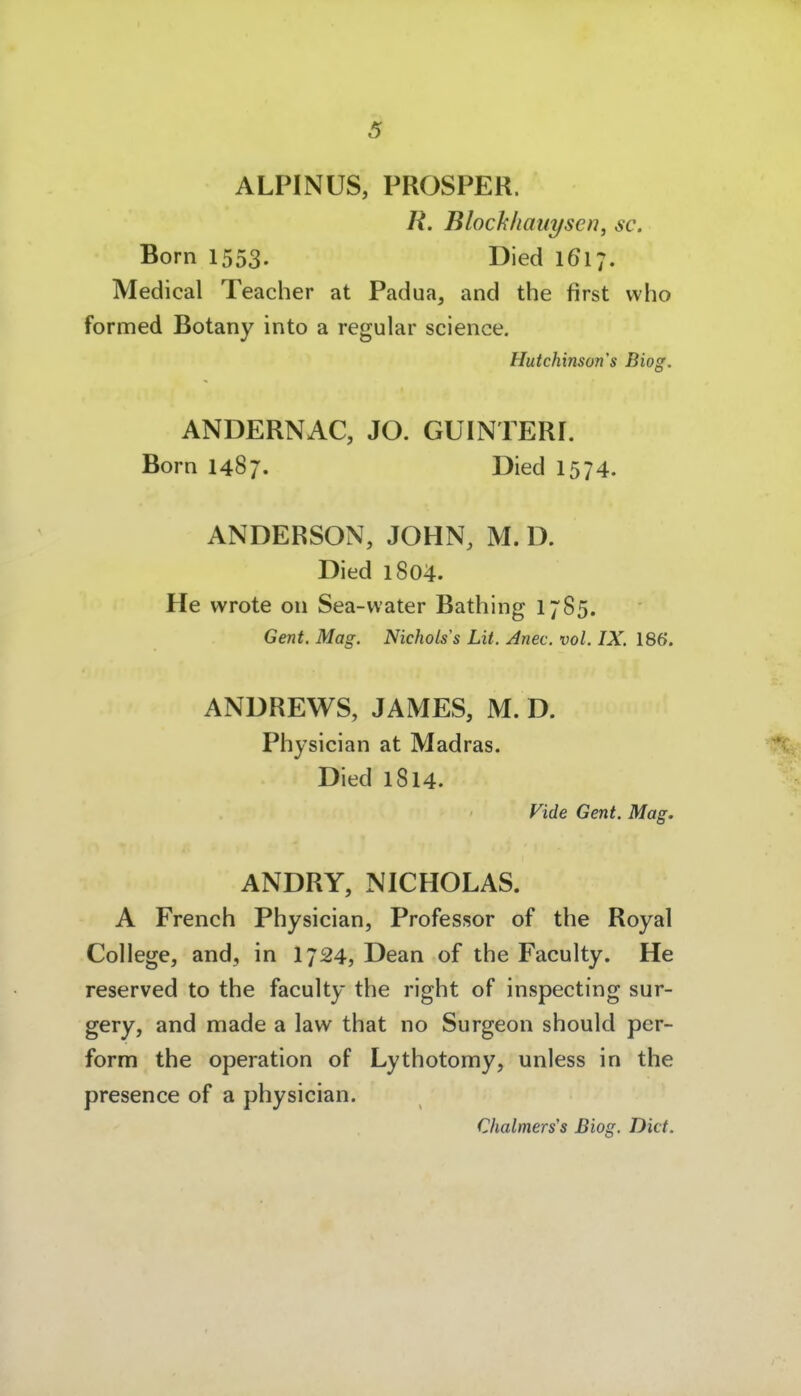 5
ALPINUS, PROSPER.
R. Blockhauysen, sc.
Born 1553. Died 1617.
Medical Teacher at Padua, and the first who
formed Botany into a regular science.
Hutchinson's Biog.
ANDERNAC, JO. GUINTERI.
Born 1487. Died 1574.
ANDERSON, JOHN, M. D.
Died 1804.
He wrote on Sea-water Bathing 1785.
Gent. Mag. Nichols's Lit. Anec. vol. IX. 186.
ANDREWS, JAMES, M. D.
Physician at Madras.
Died 1814.
Vide Gent. Mag.
ANDRY, NICHOLAS.
A French Physician, Professor of the Royal
College, and, in 1724, Dean of the Faculty. He
reserved to the faculty the right of inspecting sur-
gery, and made a law that no Surgeon should per-
form the operation of Lythotomy, unless in the
presence of a physician.
Chalmers's Biog. Dict.